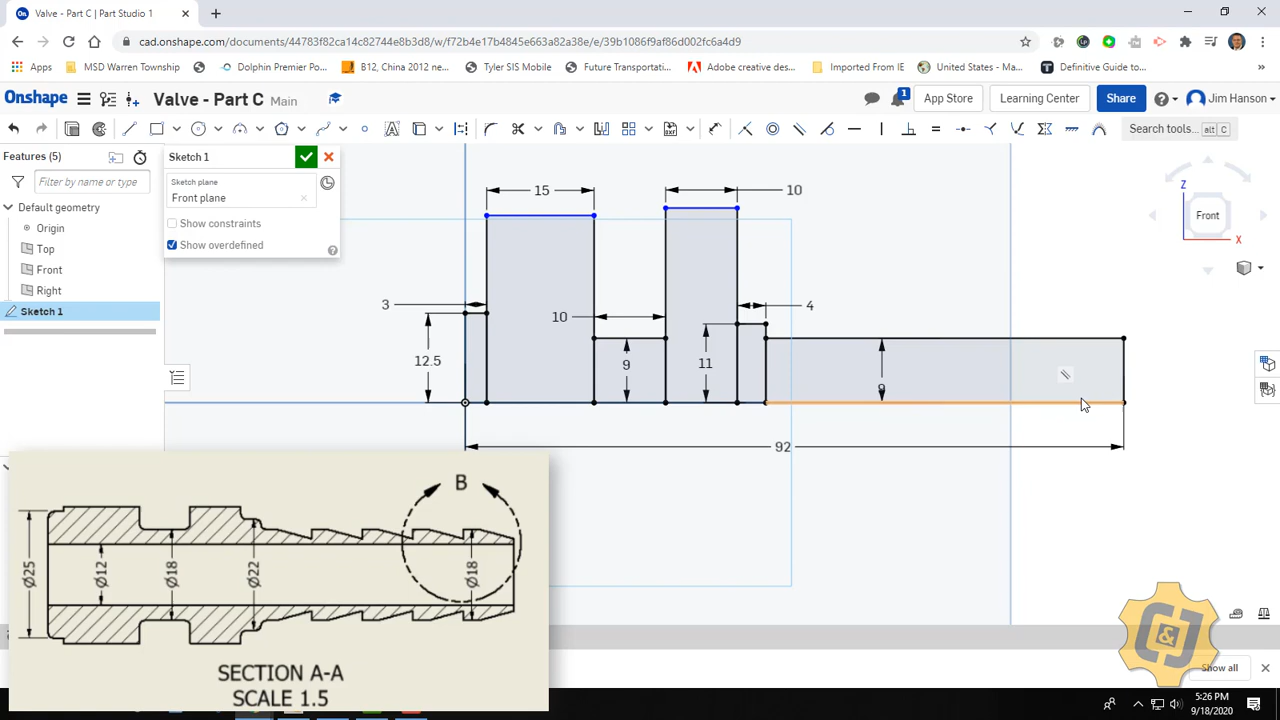 Valve - Part C | Part Studio 1
cad.onshape.com/documents/44783f82ca14c82744e8b3d8/w/f72b4e17b4845346863a82a38e/e/39b1086f9af86d002fc6a4d9
Apps
MSD Warren Township
Dolphin Premier Po...
B12, China 2012 ne...
Tyler SIS Mobile
Future Transportati...
Adobe creative des...
Imported From IE
United States - Ma...
Definitive Guide to...
Onshape
Valve - Part C Main
1
App Store
Learning Center
Share
Jim Hanson
Search tools...
alt C
Features (5)
Filter by name or type
Default geometry
Origin
Top
Front
Right
Sketch 1
Sketch 1
Sketch plane
Front plane
Show constraints
Show overdefined
Z
Front
X
15
10
3
10
4
12.5
9
11
9
92
B
Ø25
Ø12
Ø18
Ø22
Ø18
SECTION A-A
SCALE 1.5
C & J
Show all
5:26 PM
9/18/2020